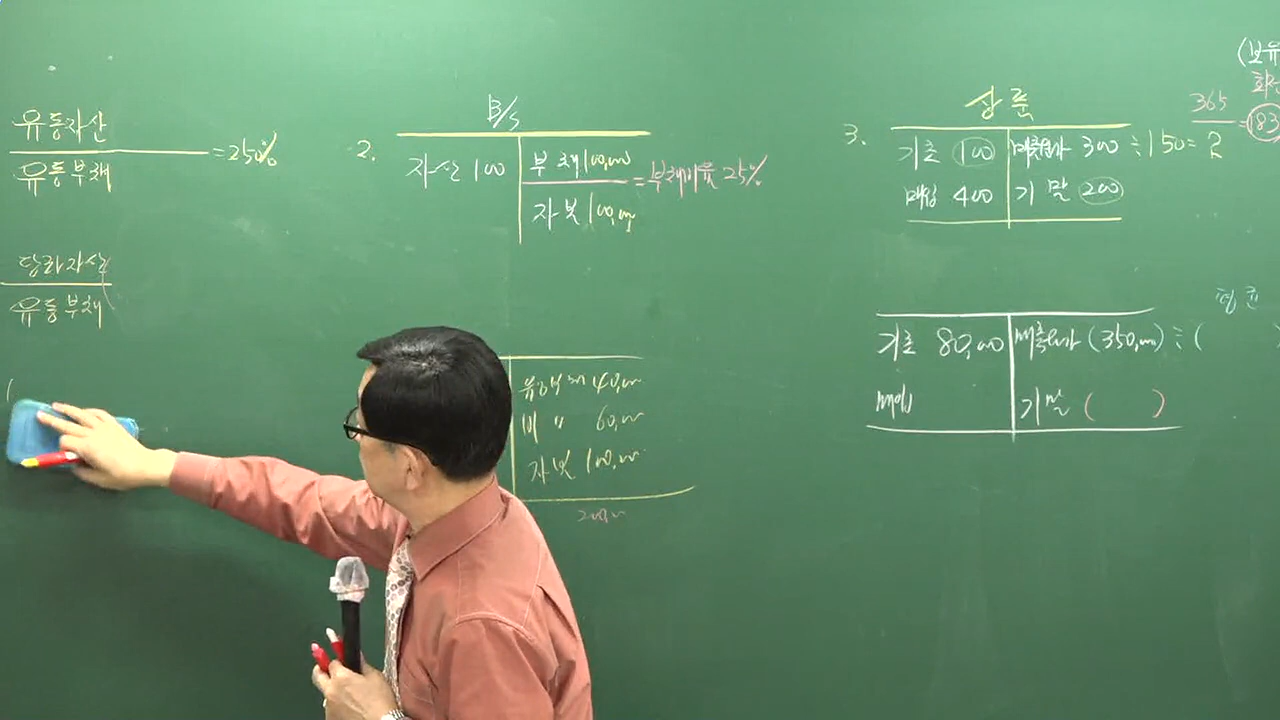 유동자산
유동부채
=250%
당좌자산
유동부채
2.
B/S
자산 100
부채 100,000
자본 100,000
=부채비율 25%
유동부채 40,000
비 〃 60,000
자본 100,000
3.
상품
기초 100
매출원가 300 ÷150=2
매입 400
기말 200
365
=183
(보유
기초 80,000
매출원가 (350,000) ÷ (
매입
기말 ( )
평균